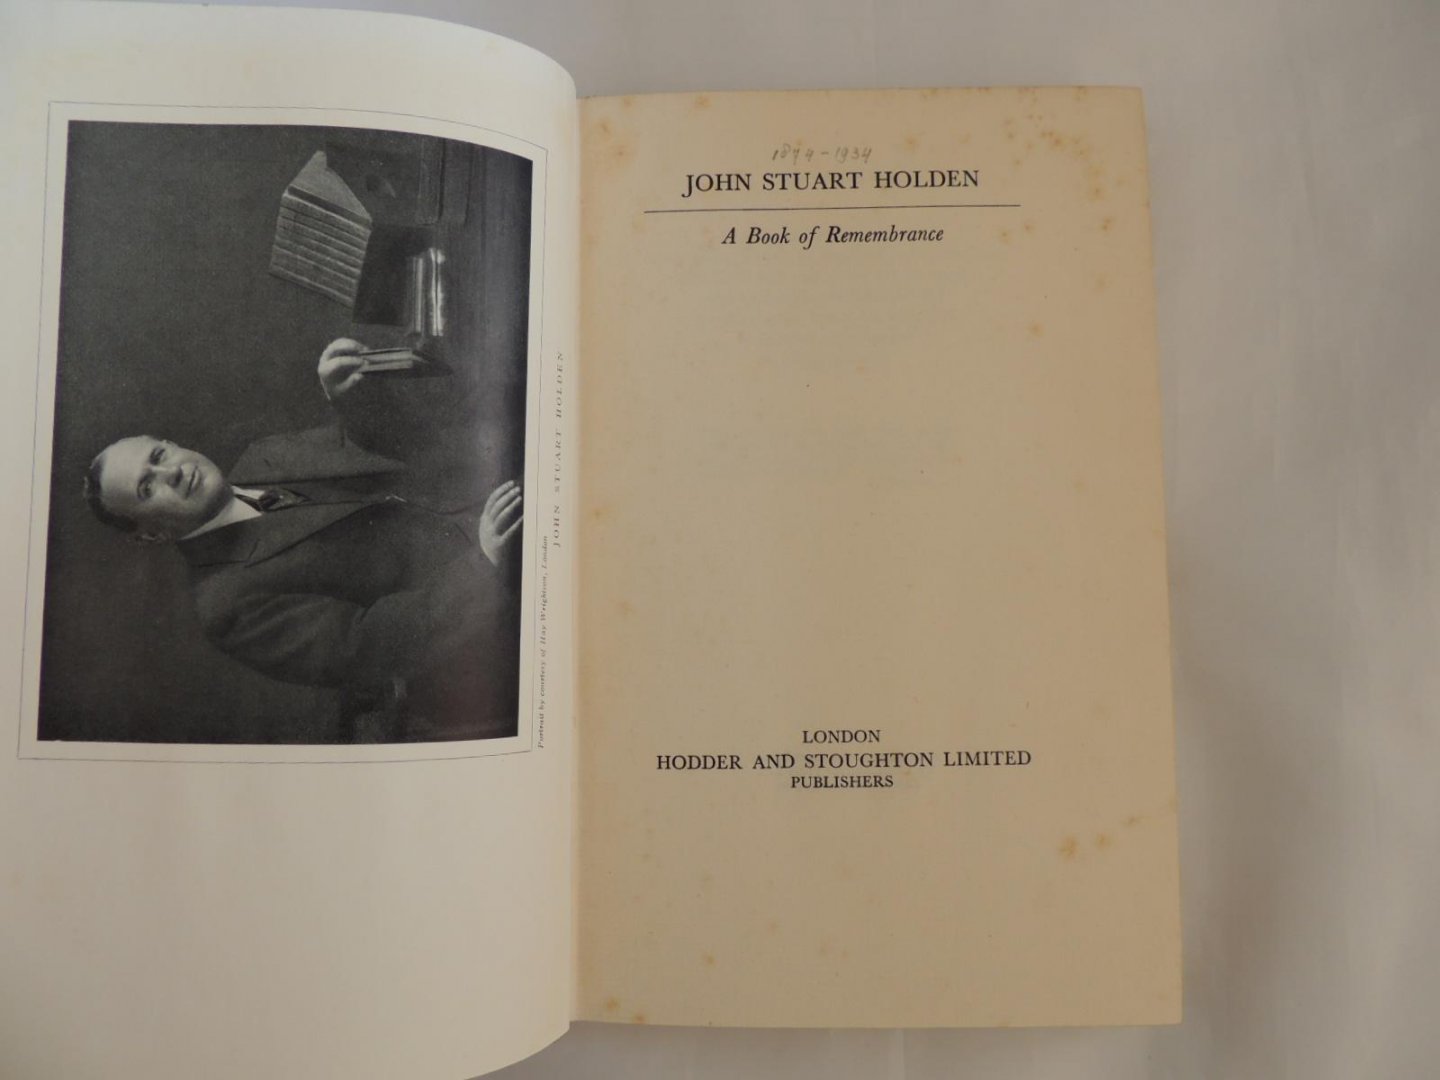 Portrait by courtesy of Hay Wrightson, London
JOHN STUART HOLDEN
1874-1934
JOHN STUART HOLDEN
A Book of Remembrance
LONDON
HODDER AND STOUGHTON LIMITED
PUBLISHERS